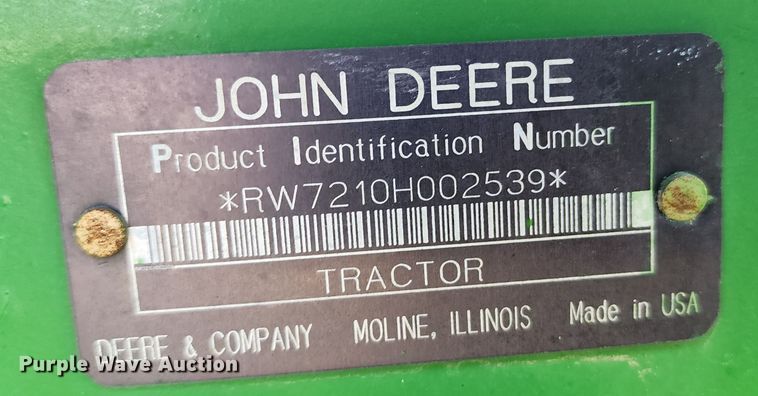 JOHN DEERE
Product Identification Number
*RW7210H002539*
TRACTOR
DEERE & COMPANY MOLINE, ILLINOIS Made in USA
Purple Wave Auction